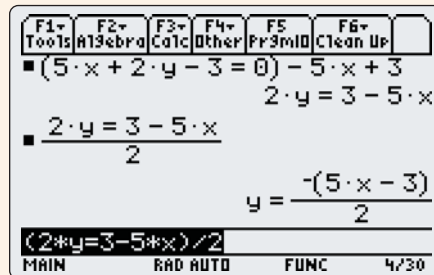 F1▾ F2▾ F3▾ F4▾ F5 F6▾
Tools Algebra Calc Other PrgmIO Clean Up
▪(5·x + 2·y − 3 = 0) − 5·x + 3
2·y = 3 − 5·x
▪ 2·y = 3 − 5·x
2
y = -(5·x − 3)
2
(2*y=3-5*x)/2
MAIN RAD AUTO FUNC 4/30